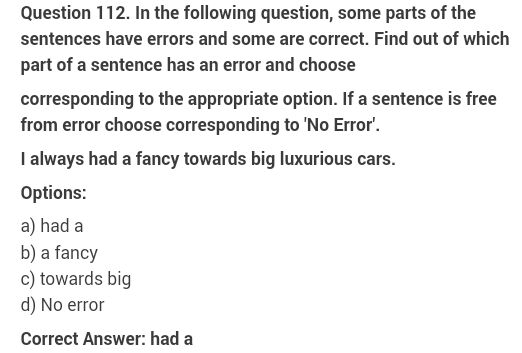 Question 112. In the following question, some parts of the
sentences have errors and some are correct. Find out of which
part of a sentence has an error and choose
corresponding to the appropriate option. If a sentence is free
from error choose corresponding to 'No Error'.
I always had a fancy towards big luxurious cars.
Options:
a) had a
b) a fancy
c) towards big
d) No error
Correct Answer: had a